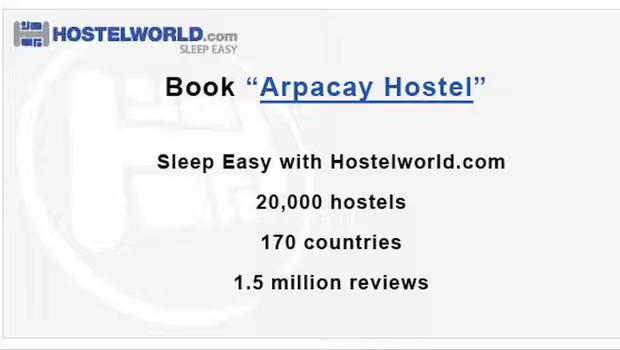 HOSTELWORLD.com
SLEEP EASY
Book “Arpacay Hostel”
Sleep Easy with Hostelworld.com
20,000 hostels
170 countries
1.5 million reviews